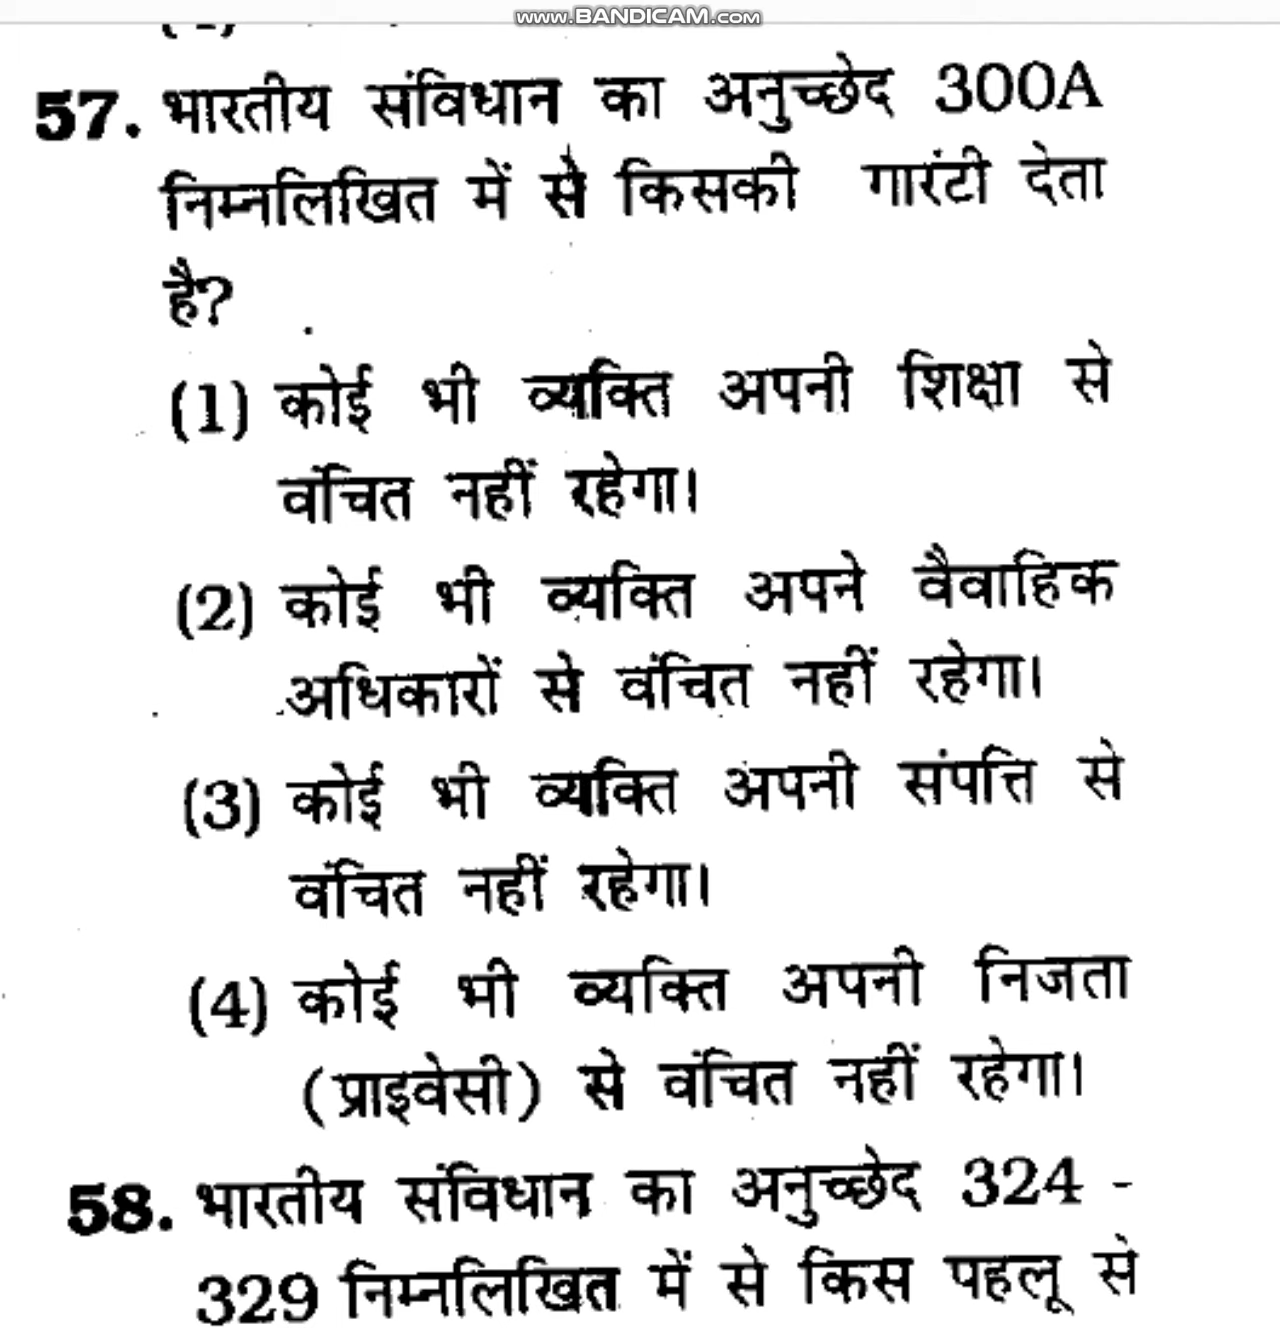 www.BANDICAM.com
57. भारतीय संविधान का अनुच्छेद 300A
निम्नलिखित में से किसकी गारंटी देता
है?
(1) कोई भी व्यक्ति अपनी शिक्षा से
वंचित नहीं रहेगा।
(2) कोई भी व्यक्ति अपने वैवाहिक
अधिकारों से वंचित नहीं रहेगा।
(3) कोई भी व्यक्ति अपनी संपत्ति से
वंचित नहीं रहेगा।
(4) कोई भी व्यक्ति अपनी निजता
(प्राइवेसी) से वंचित नहीं रहेगा।
58. भारतीय संविधान का अनुच्छेद 324 -
329 निम्नलिखित में से किस पहलू से